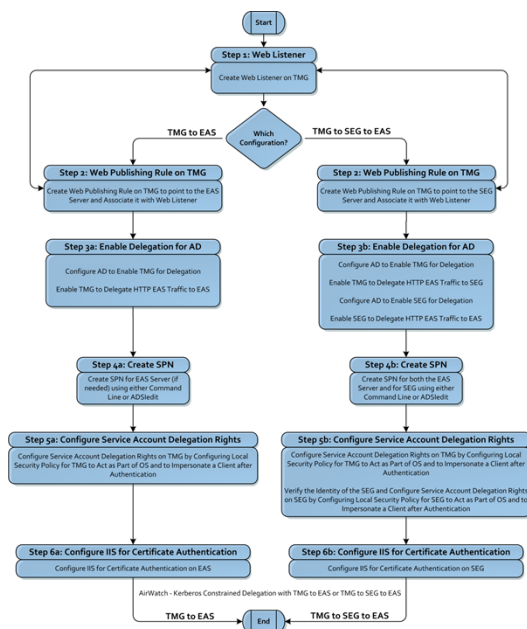 Start
Step 1: Web Listener
Create Web Listener on TMG
Which
Configuration?
TMG to EAS
TMG to SEG to EAS
Step 2: Web Publishing Rule on TMG
Create Web Publishing Rule on TMG to point to the EAS
Server and Associate it with Web Listener
Step 2: Web Publishing Rule on TMG
Create Web Publishing Rule on TMG to point to the SEG
Server and Associate it with Web Listener
Step 3a: Enable Delegation for AD
Configure AD to Enable TMG for Delegation
Enable TMG to Delegate HTTP EAS Traffic to EAS
Step 3b: Enable Delegation for AD
Configure AD to Enable TMG for Delegation
Enable TMG to Delegate HTTP EAS Traffic to SEG
Configure AD to Enable SEG for Delegation
Enable SEG to Delegate HTTP EAS Traffic to EAS
Step 4a: Create SPN
Create SPN for EAS Server (if
needed) using either Command
Line or ADSIedit
Step 4b: Create SPN
Create SPN for both the EAS
Server and for SEG using either
Command Line or ADSIedit
Step 5a: Configure Service Account Delegation Rights
Configure Service Account Delegation Rights on TMG by Configuring Local
Security Policy for TMG to Act as Part of OS and to Impersonate a Client after
Authentication
Step 5b: Configure Service Account Delegation Rights
Configure Service Account Delegation Rights on TMG by Configuring Local
Security Policy for TMG to Act as Part of OS and to Impersonate a Client after
Authentication
Verify the Identity of the SEG and Configure Service Account Delegation Rights
on SEG by Configuring Local Security Policy for SEG to Act as Part of OS and to
Impersonate a Client after Authentication
Step 6a: Configure IIS for Certificate Authentication
Configure IIS for Certificate Authentication on EAS
Step 6b: Configure IIS for Certificate Authentication
Configure IIS for Certificate Authentication on SEG
AirWatch - Kerberos Constrained Delegation with TMG to EAS or TMG to SEG to EAS
TMG to EAS
End
TMG to SEG to EAS